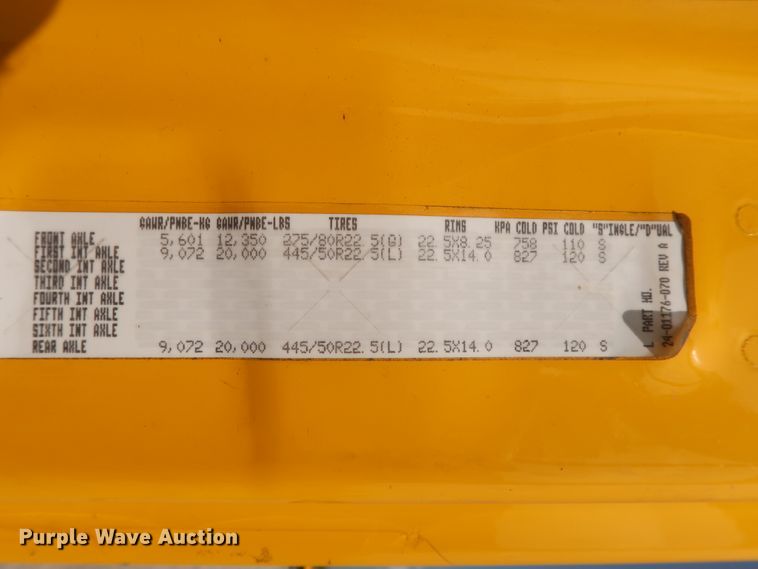 GAWR/PNBE-KG GAWR/PNBE-LBS TIRES RIMS KPA COLD PSI COLD "S"INGLE/"D"UAL
FRONT AXLE 5,601 12,350 275/80R22.5(G) 22.5X8.25 758 110 S
FIRST INT AXLE 9,072 20,000 445/50R22.5(L) 22.5X14.0 827 120 S
SECOND INT AXLE
THIRD INT AXLE
FOURTH INT AXLE
FIFTH INT AXLE
SIXTH INT AXLE
REAR AXLE 9,072 20,000 445/50R22.5(L) 22.5X14.0 827 120 S
L PART NO.
24-01176-070 REV A
Purple Wave Auction